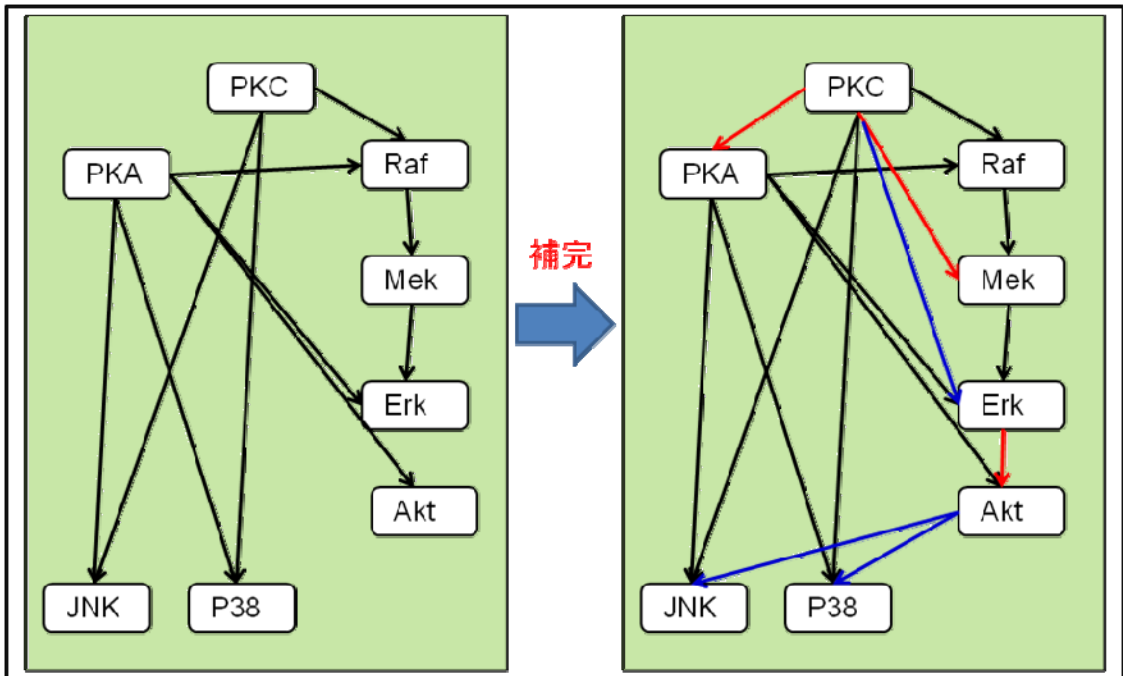 PKC
PKA
Raf
Mek
Erk
Akt
JNK
P38
補完
PKC
PKA
Raf
Mek
Erk
Akt
JNK
P38